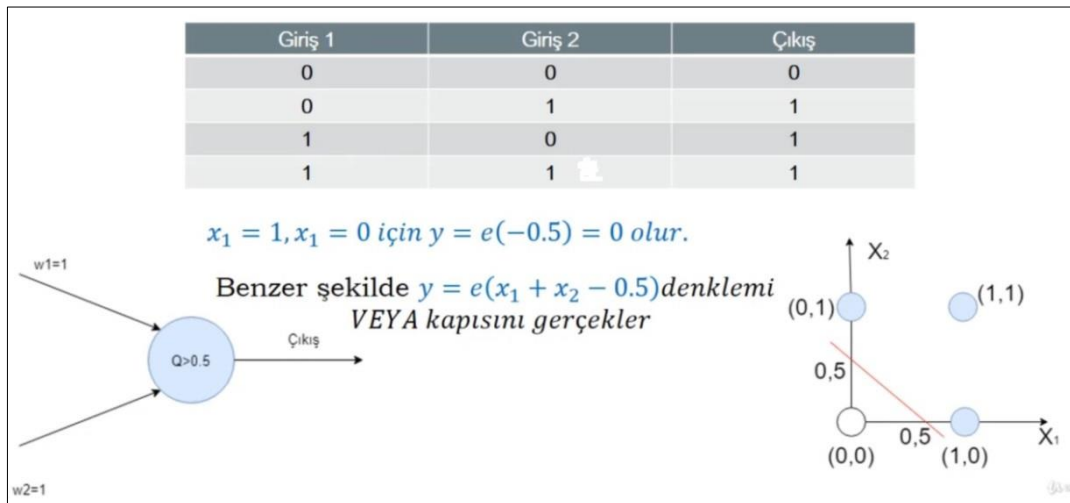 Giriş 1 Giriş 2 Çıkış
0 0 0
0 1 1
1 0 1
1 1 1
x₁ = 1, x₁ = 0 için y = e(−0.5) = 0 olur.
Benzer şekilde y = e(x₁ + x₂ − 0.5)denklemi
VEYA kapısını gerçekler
w1=1
Q>0.5
Çıkış
w2=1
X₂
(0,1)
(1,1)
0,5
0,5
X₁
(0,0)
(1,0)